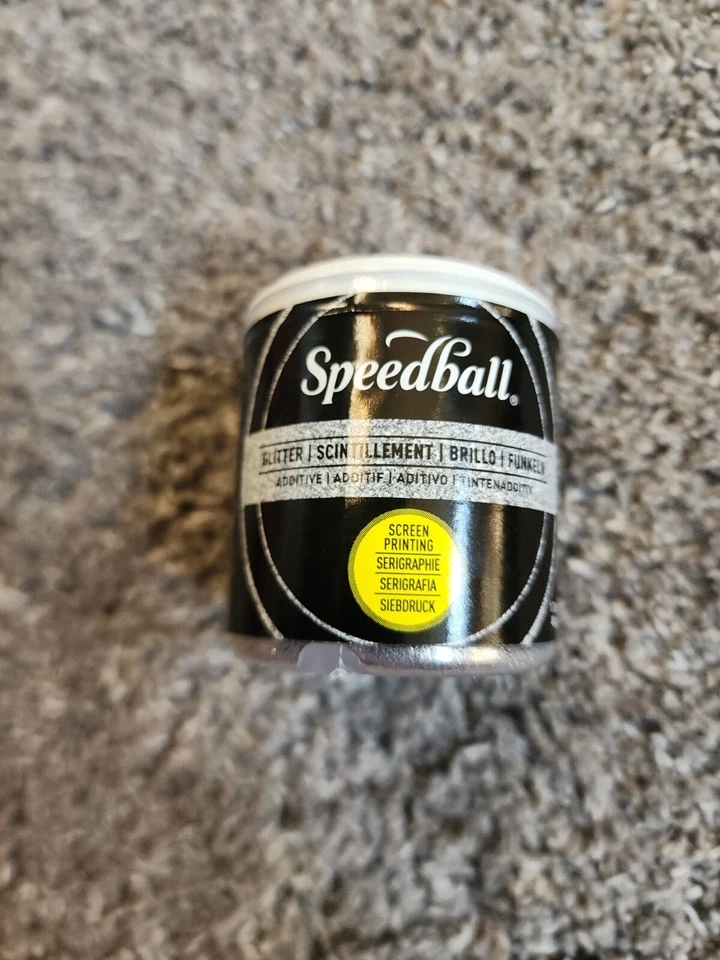 Speedball®
GLITTER | SCINTILLEMENT | BRILLO | FUNKELN
ADDITIVE | ADDITIF | ADITIVO | TINTENADDITIV
SCREEN
PRINTING
SERIGRAPHIE
SERIGRAFIA
SIEBDRUCK